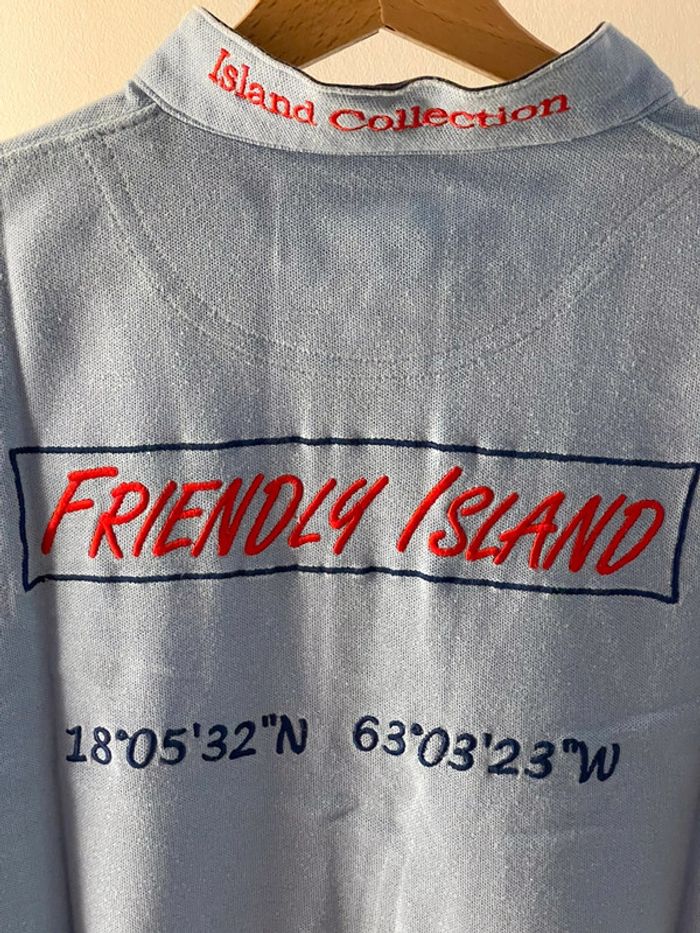 Island Collection
FRIENDLY ISLAND
18°05'32"N 63°03'23"W